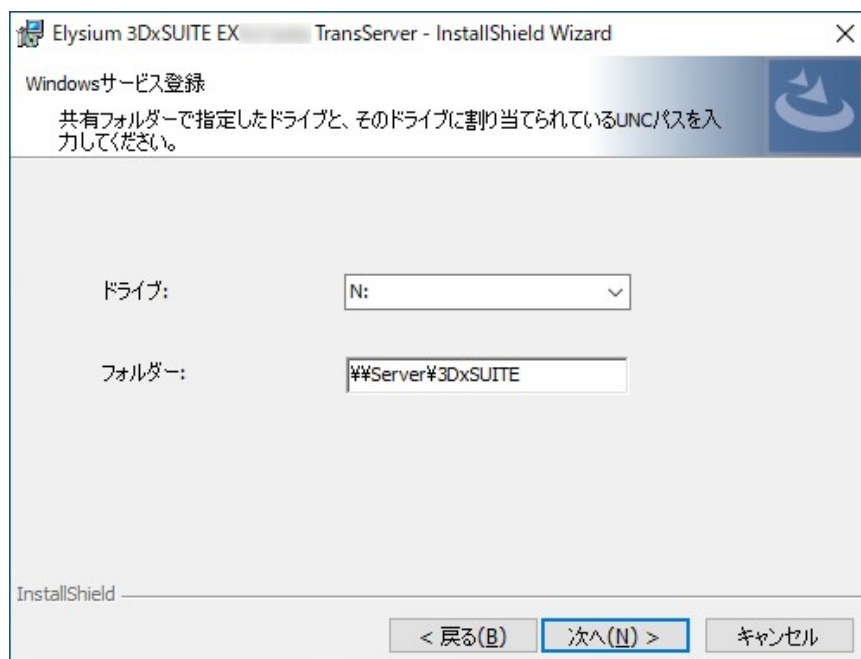 Elysium 3DxSUITE EX TransServer - InstallShield Wizard
Windowsサービス登録
共有フォルダーで指定したドライブと、そのドライブに割り当てられているUNCパスを入
力してください。
ドライブ:
N:
フォルダー:
¥¥Server¥3DxSUITE
InstallShield
< 戻る(B)
次へ(N) >
キャンセル